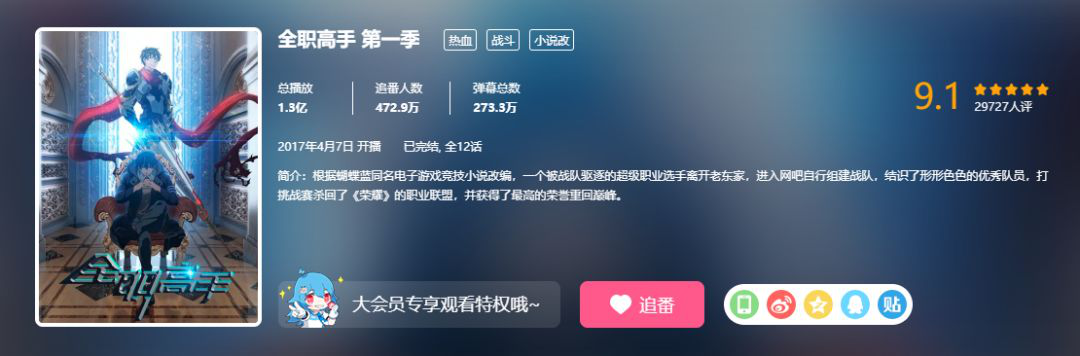 全职高手 第一季 热血 战斗 小说改
总播放 追番人数 弹幕总数
1.3亿 472.9万 273.3万
9.1
29727人评
2017年4月7日 开播 已完结, 全12话
简介：根据蝴蝶蓝同名电子游戏竞技小说改编，一个被战队驱逐的超级职业选手离开老东家，进入网吧自行组建战队，结识了形形色色的优秀队员，打
挑战赛杀回了《荣耀》的职业联盟，并获得了最高的荣誉重回巅峰。
全职高手
大会员专享观看特权哦~
追番
贴